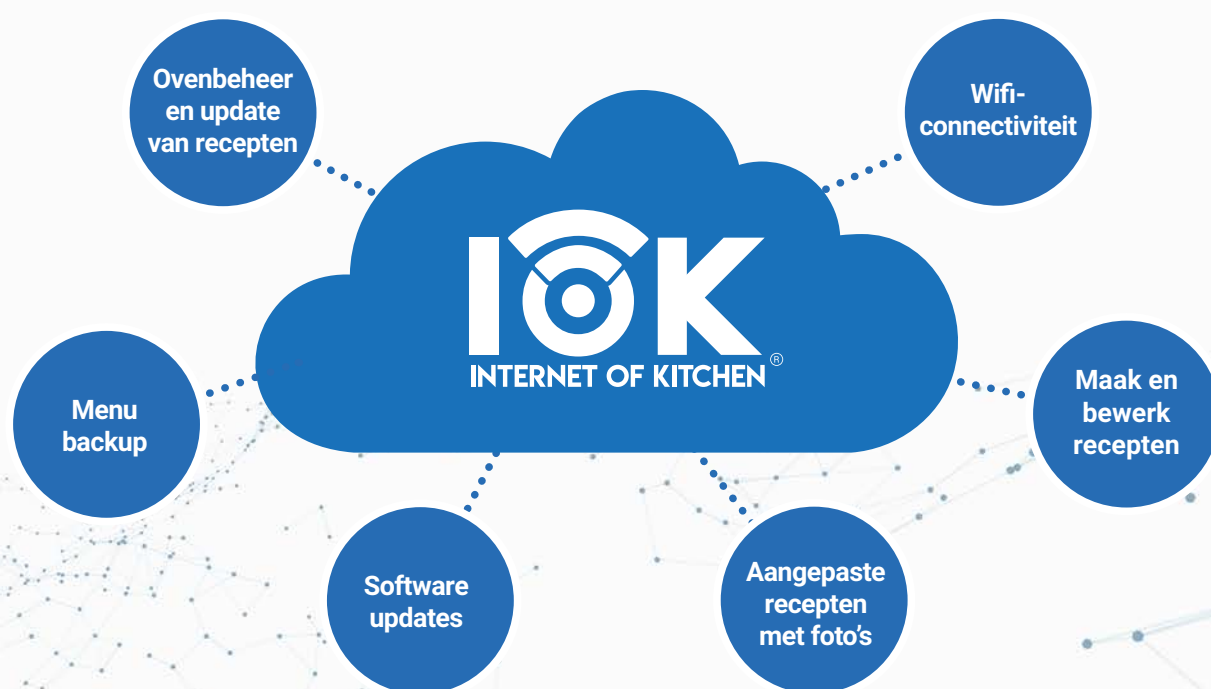 Ovenbeheer
en update
van recepten
Wifi-
connectiviteit
IOK
INTERNET OF KITCHEN®
Menu
backup
Maak en
bewerk
recepten
Software
updates
Aangepaste
recepten
met foto's